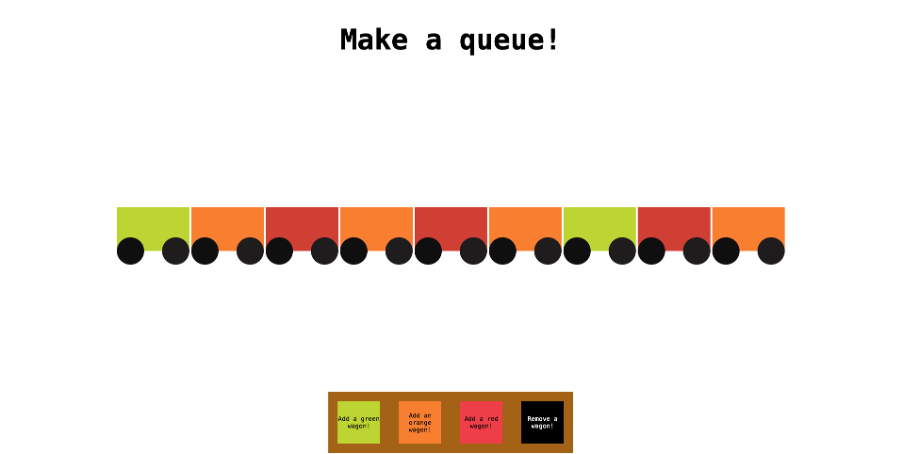 Make a queue!
Add a green
wagon!
Add an
orange
wagon!
Add a red
wagon!
Remove a
wagon!